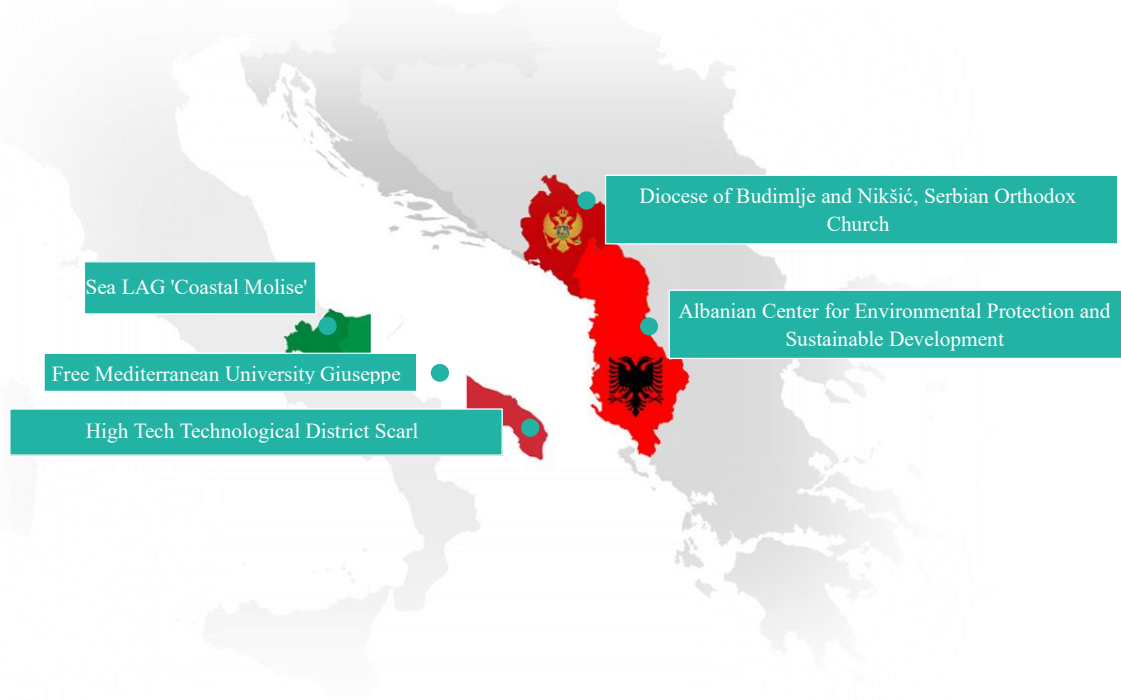 Diocese of Budimlje and Nikšić, Serbian Orthodox
Church
Sea LAG 'Coastal Molise'
Albanian Center for Environmental Protection and
Sustainable Development
Free Mediterranean University Giuseppe
High Tech Technological District Scarl